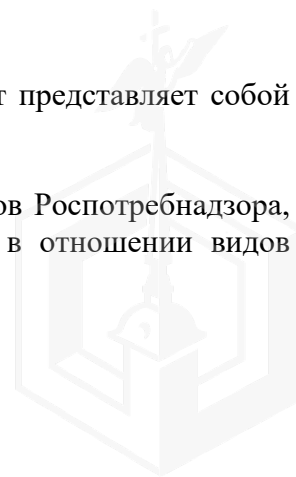 т представляет собой
ов Роспотребнадзора,
в отношении видов